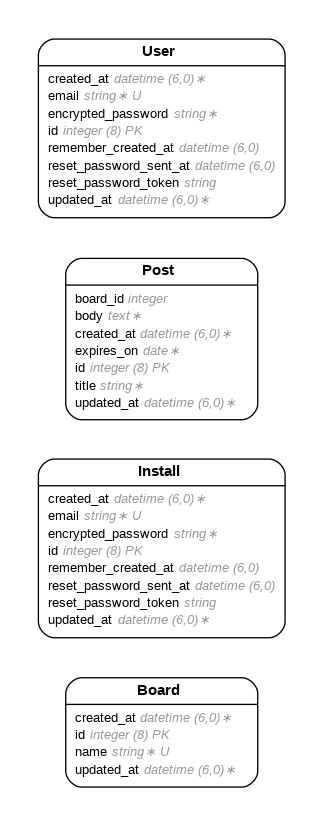 User
created_at datetime (6,0)∗
email string∗ U
encrypted_password string∗
id integer (8) PK
remember_created_at datetime (6,0)
reset_password_sent_at datetime (6,0)
reset_password_token string
updated_at datetime (6,0)∗
Post
board_id integer
body text∗
created_at datetime (6,0)∗
expires_on date∗
id integer (8) PK
title string∗
updated_at datetime (6,0)∗
Install
created_at datetime (6,0)∗
email string∗ U
encrypted_password string∗
id integer (8) PK
remember_created_at datetime (6,0)
reset_password_sent_at datetime (6,0)
reset_password_token string
updated_at datetime (6,0)∗
Board
created_at datetime (6,0)∗
id integer (8) PK
name string∗ U
updated_at datetime (6,0)∗